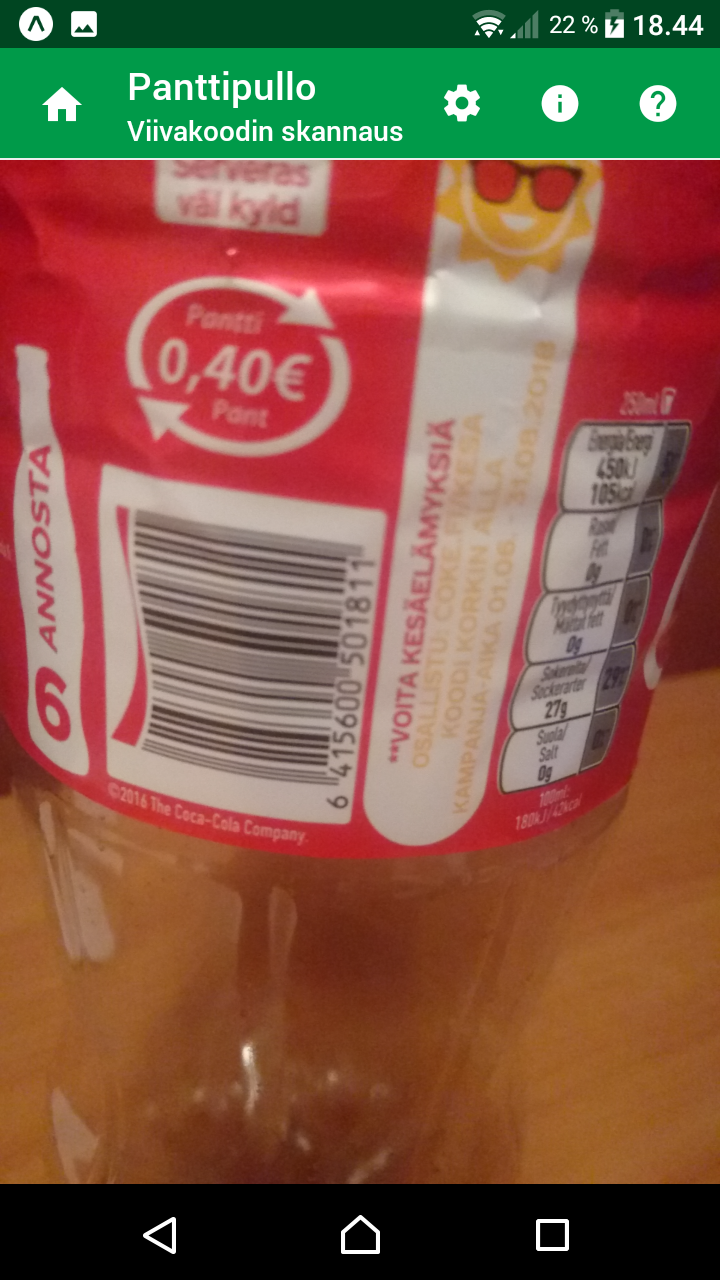 22 %
18.44
Panttipullo
Viivakoodin skannaus
Serveras
väl kyld
Pantti
0,40€
Pant
6 ANNOSTA
6 415600 501811
©2016 The Coca-Cola Company.
**VOITA KESÄELÄMYKSIÄ
OSALLISTU: COKE.FI/KESA
KOODI KORKIN ALLA
KAMPANJA-AIKA 01.06. - 31.08.2018
250ml
Energia/Energi
450kJ
105kcal
Rasva/
Fett
0g
Tyydyttynyttä/
Mättat fett
0g
Sokereita/
Sockerarter
27g
Suola/
Salt
0g
100ml:
180kJ/42kcal